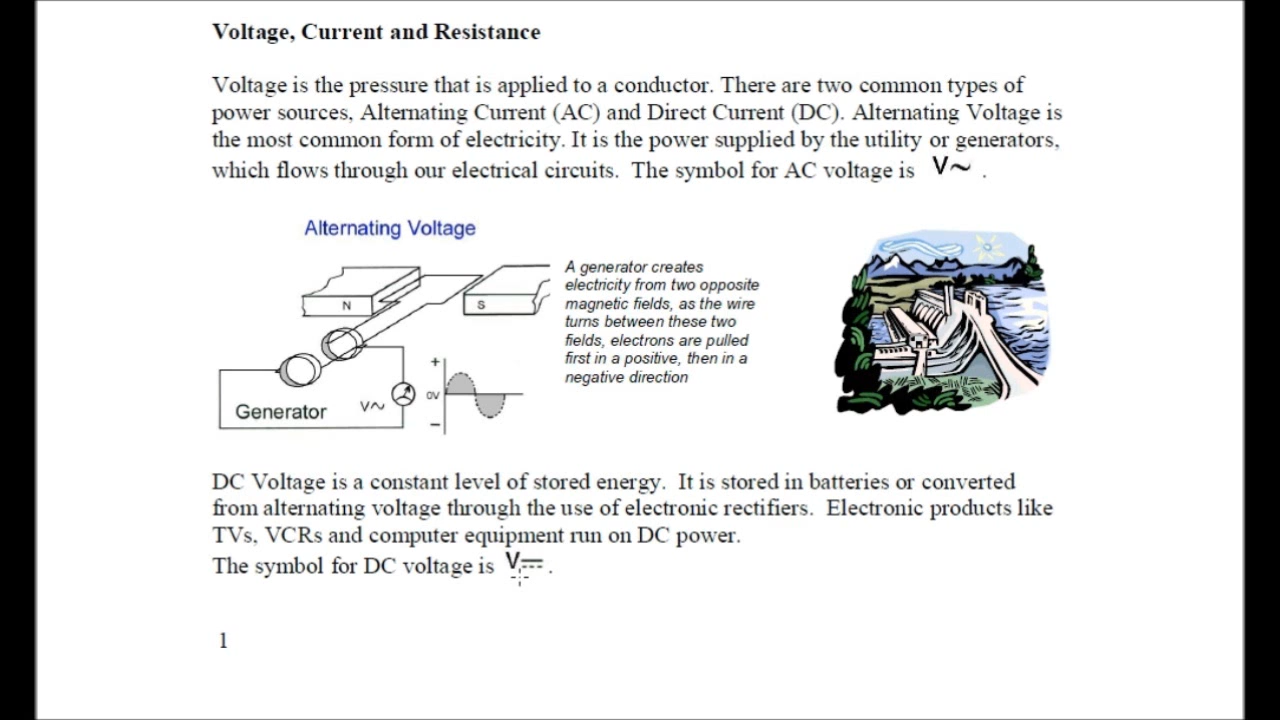 Voltage, Current and Resistance
Voltage is the pressure that is applied to a conductor. There are two common types of
power sources, Alternating Current (AC) and Direct Current (DC). Alternating Voltage is
the most common form of electricity. It is the power supplied by the utility or generators,
which flows through our electrical circuits. The symbol for AC voltage is V~ .
Alternating Voltage
N
S
Generator
V~
+
0V
−
A generator creates
electricity from two opposite
magnetic fields, as the wire
turns between these two
fields, electrons are pulled
first in a positive, then in a
negative direction
DC Voltage is a constant level of stored energy. It is stored in batteries or converted
from alternating voltage through the use of electronic rectifiers. Electronic products like
TVs, VCRs and computer equipment run on DC power.
The symbol for DC voltage is V⎓ .
1